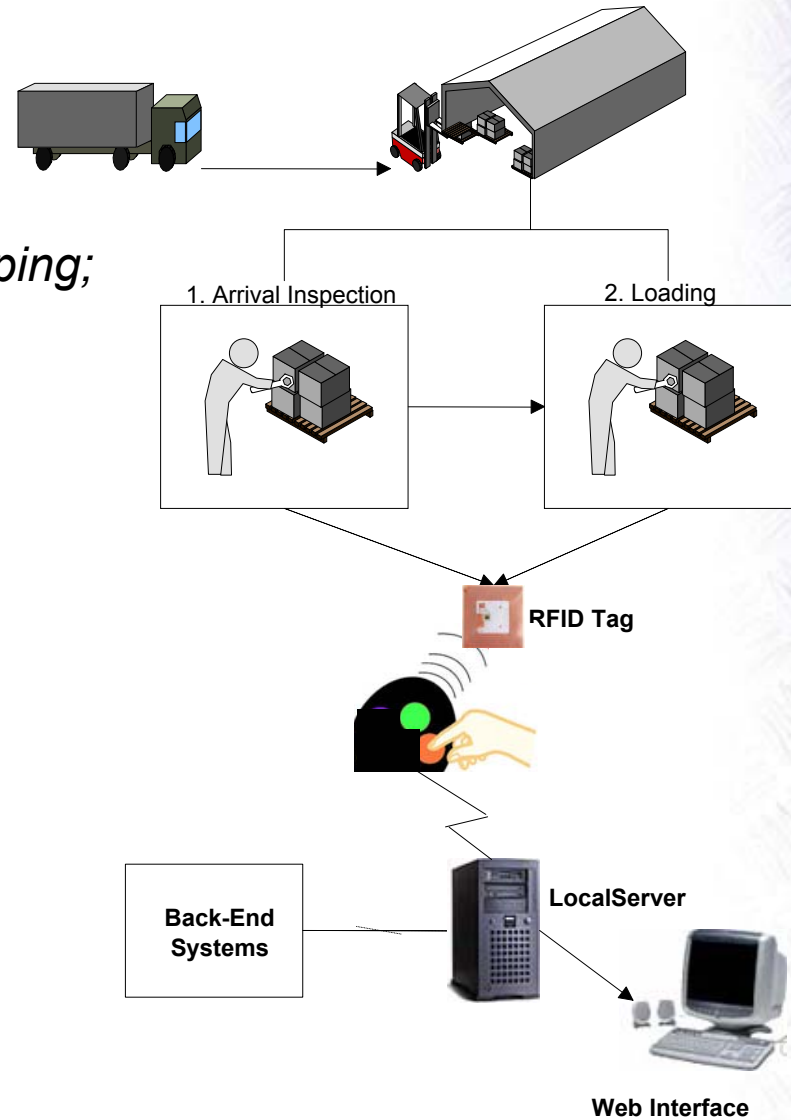 ping;
1. Arrival Inspection
2. Loading
RFID Tag
LocalServer
Back-End
Systems
Web Interface